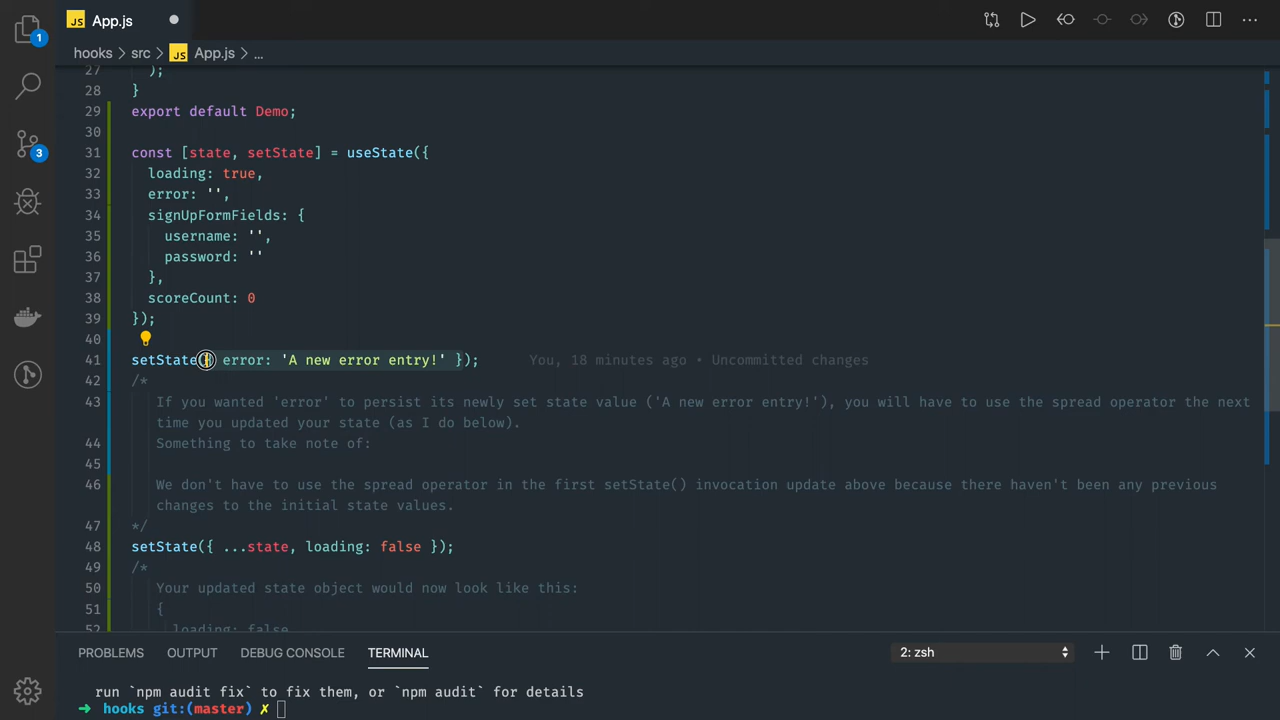 JS App.js
hooks > src > JS App.js > ...
1
3
27 );
28 }
29 export default Demo;
30
31 const [state, setState] = useState({
32 loading: true,
33 error: '',
34 signUpFormFields: {
35 username: '',
36 password: ''
37 },
38 scoreCount: 0
39 });
40
41 setState({ error: 'A new error entry!' }); You, 18 minutes ago • Uncommitted changes
42 /*
43 If you wanted 'error' to persist its newly set state value ('A new error entry!'), you will have to use the spread operator the next
time you updated your state (as I do below).
44 Something to take note of:
45
46 We don't have to use the spread operator in the first setState() invocation update above because there haven't been any previous
changes to the initial state values.
47 */
48 setState({ ...state, loading: false });
49 /*
50 Your updated state object would now look like this:
51 {
52 loading: false
PROBLEMS OUTPUT DEBUG CONSOLE TERMINAL 2: zsh
run `npm audit fix` to fix them, or `npm audit` for details
➜ hooks git:(master) ✗